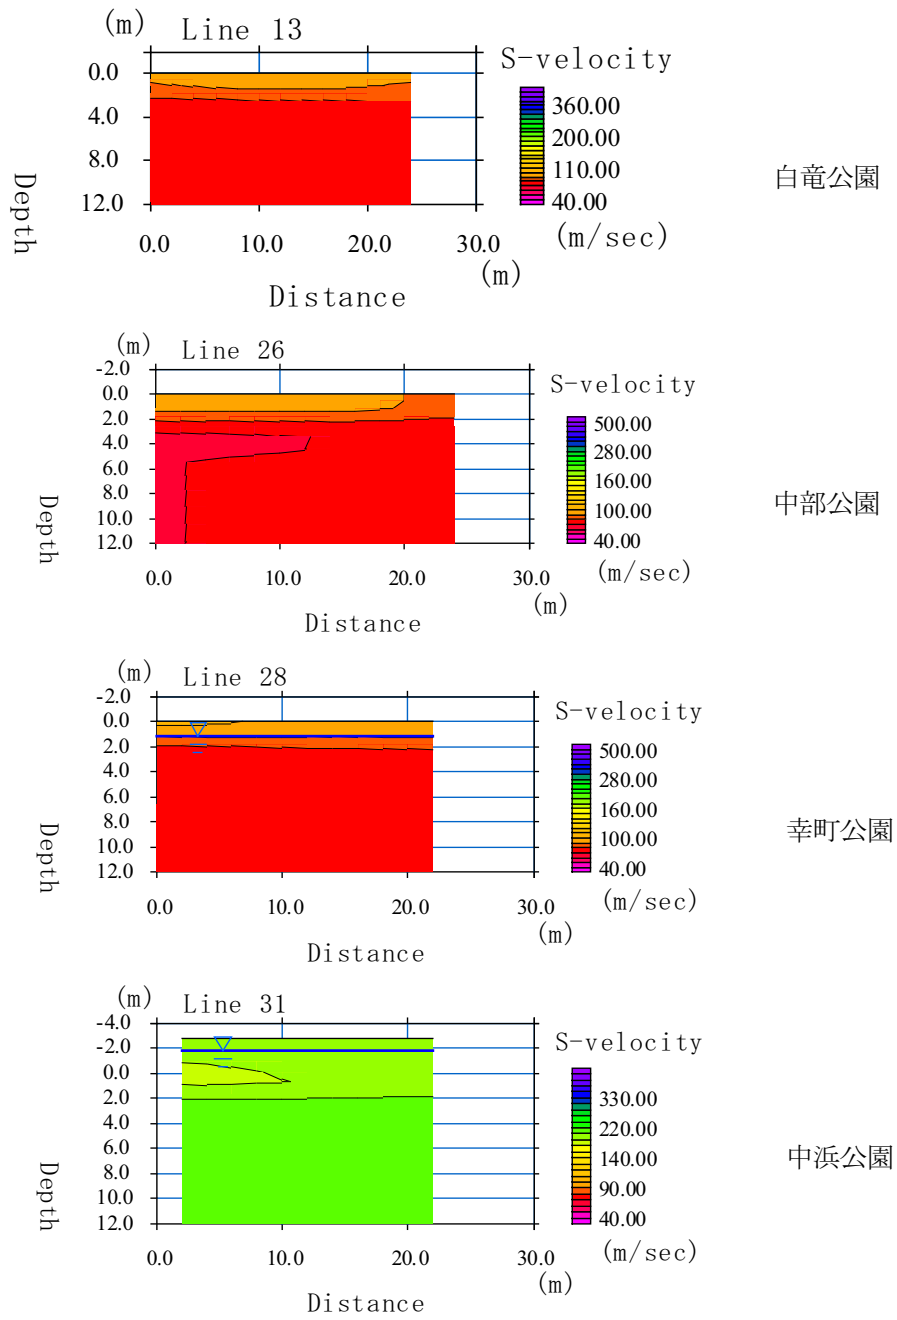 (m) Line 13
S-velocity
0.0
4.0
8.0
12.0
Depth
0.0 10.0 20.0 30.0
(m)
Distance
360.00
200.00
110.00
40.00
(m/sec)
白竜公園
(m) Line 26
S-velocity
-2.0
0.0
2.0
4.0
6.0
8.0
10.0
12.0
Depth
0.0 10.0 20.0 30.0
(m)
Distance
500.00
280.00
160.00
100.00
40.00
(m/sec)
中部公園
(m) Line 28
S-velocity
-2.0
0.0
2.0
4.0
6.0
8.0
10.0
12.0
Depth
0.0 10.0 20.0 30.0
(m)
Distance
500.00
280.00
160.00
100.00
40.00
(m/sec)
幸町公園
(m) Line 31
S-velocity
-4.0
-2.0
0.0
2.0
4.0
6.0
8.0
10.0
12.0
Depth
0.0 10.0 20.0 30.0
(m)
Distance
330.00
220.00
140.00
90.00
40.00
(m/sec)
中浜公園